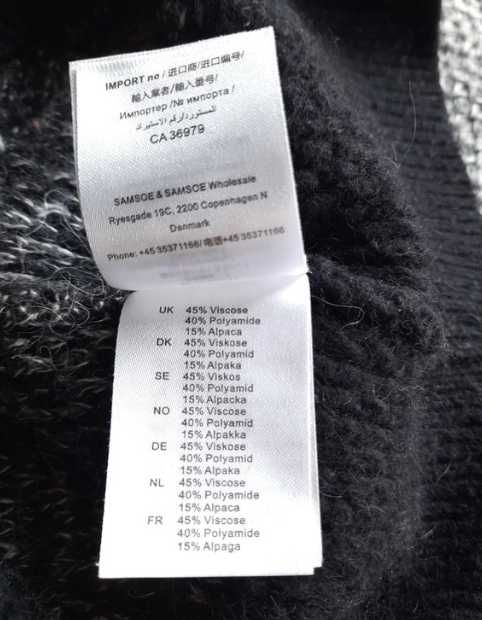 IMPORT no / 进口商/进口编号/
輸入業者/輸入番号/
Импортер /№ импорта /
المستورد/رقم الاستيراد
CA 36979
SAMSOE & SAMSOE Wholesale
Ryesgade 19C, 2200 Copenhagen N
Denmark
Phone: +45 35371166/ 电话+45 35371166
UK 45% Viscose
40% Polyamide
15% Alpaca
DK 45% Viskose
40% Polyamid
15% Alpaka
SE 45% Viskos
40% Polyamid
15% Alpacka
NO 45% Viscose
40% Polyamid
15% Alpakka
DE 45% Viskose
40% Polyamid
15% Alpaka
NL 45% Viscose
40% Polyamide
15% Alpaca
FR 45% Viscose
40% Polyamide
15% Alpaga